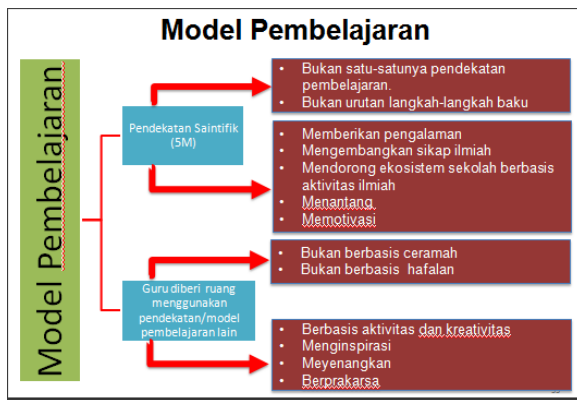 Model Pembelajaran
Model Pembelajaran
Pendekatan Saintifik
(5M)
• Bukan satu-satunya pendekatan
pembelajaran.
• Bukan urutan langkah-langkah baku
• Memberikan pengalaman
• Mengembangkan sikap ilmiah
• Mendorong ekosistem sekolah berbasis
aktivitas ilmiah
• Menantang
• Memotivasi
Guru diberi ruang
menggunakan
pendekatan/model
pembelajaran lain
• Bukan berbasis ceramah
• Bukan berbasis hafalan
• Berbasis aktivitas dan kreativitas
• Menginspirasi
• Meyenangkan
• Berprakarsa